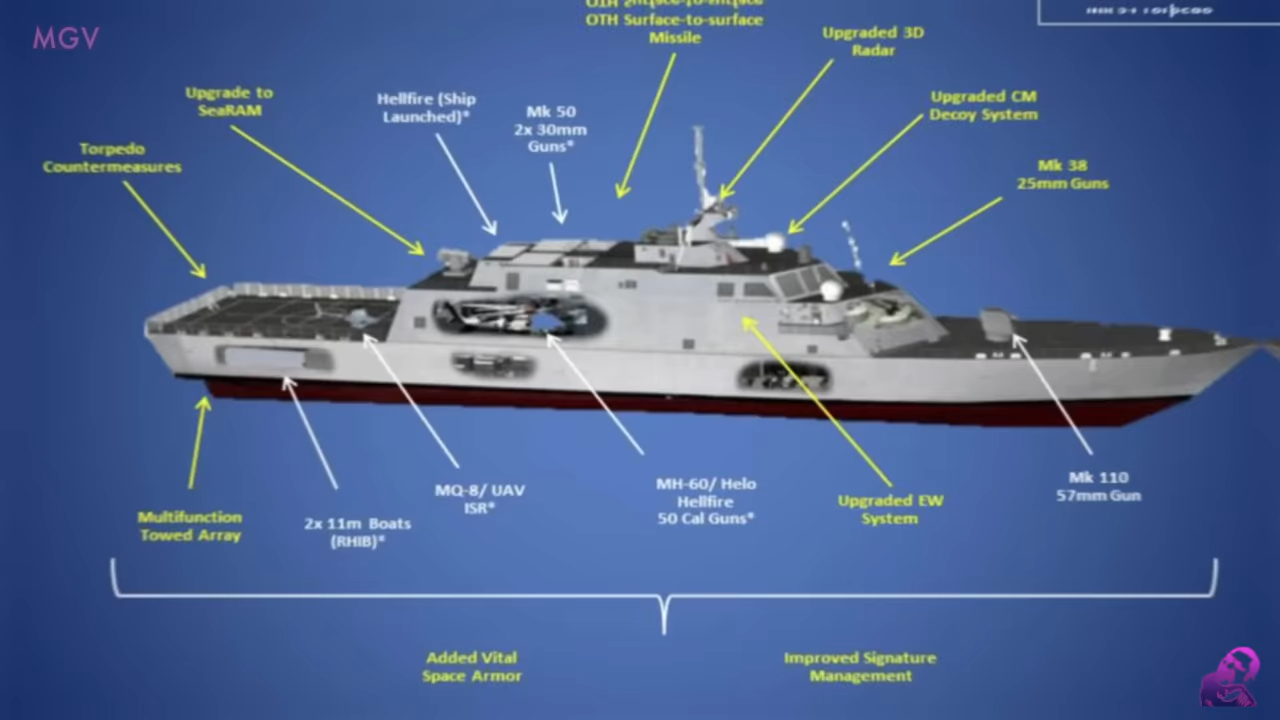 MGV
OTH Surface-to-surface
Missile
Upgraded 3D
Radar
Upgrade to
SeaRAM
Hellfire (Ship
Launched)*
Mk 50
2x 30mm
Guns*
Upgraded CM
Decoy System
Torpedo
Countermeasures
Mk 38
25mm Guns
Multifunction
Towed Array
2x 11m Boats
(RHIB)*
MQ-8/ UAV
ISR*
MH-60/ Helo
Hellfire
50 Cal Guns*
Upgraded EW
System
Mk 110
57mm Gun
Added Vital
Space Armor
Improved Signature
Management